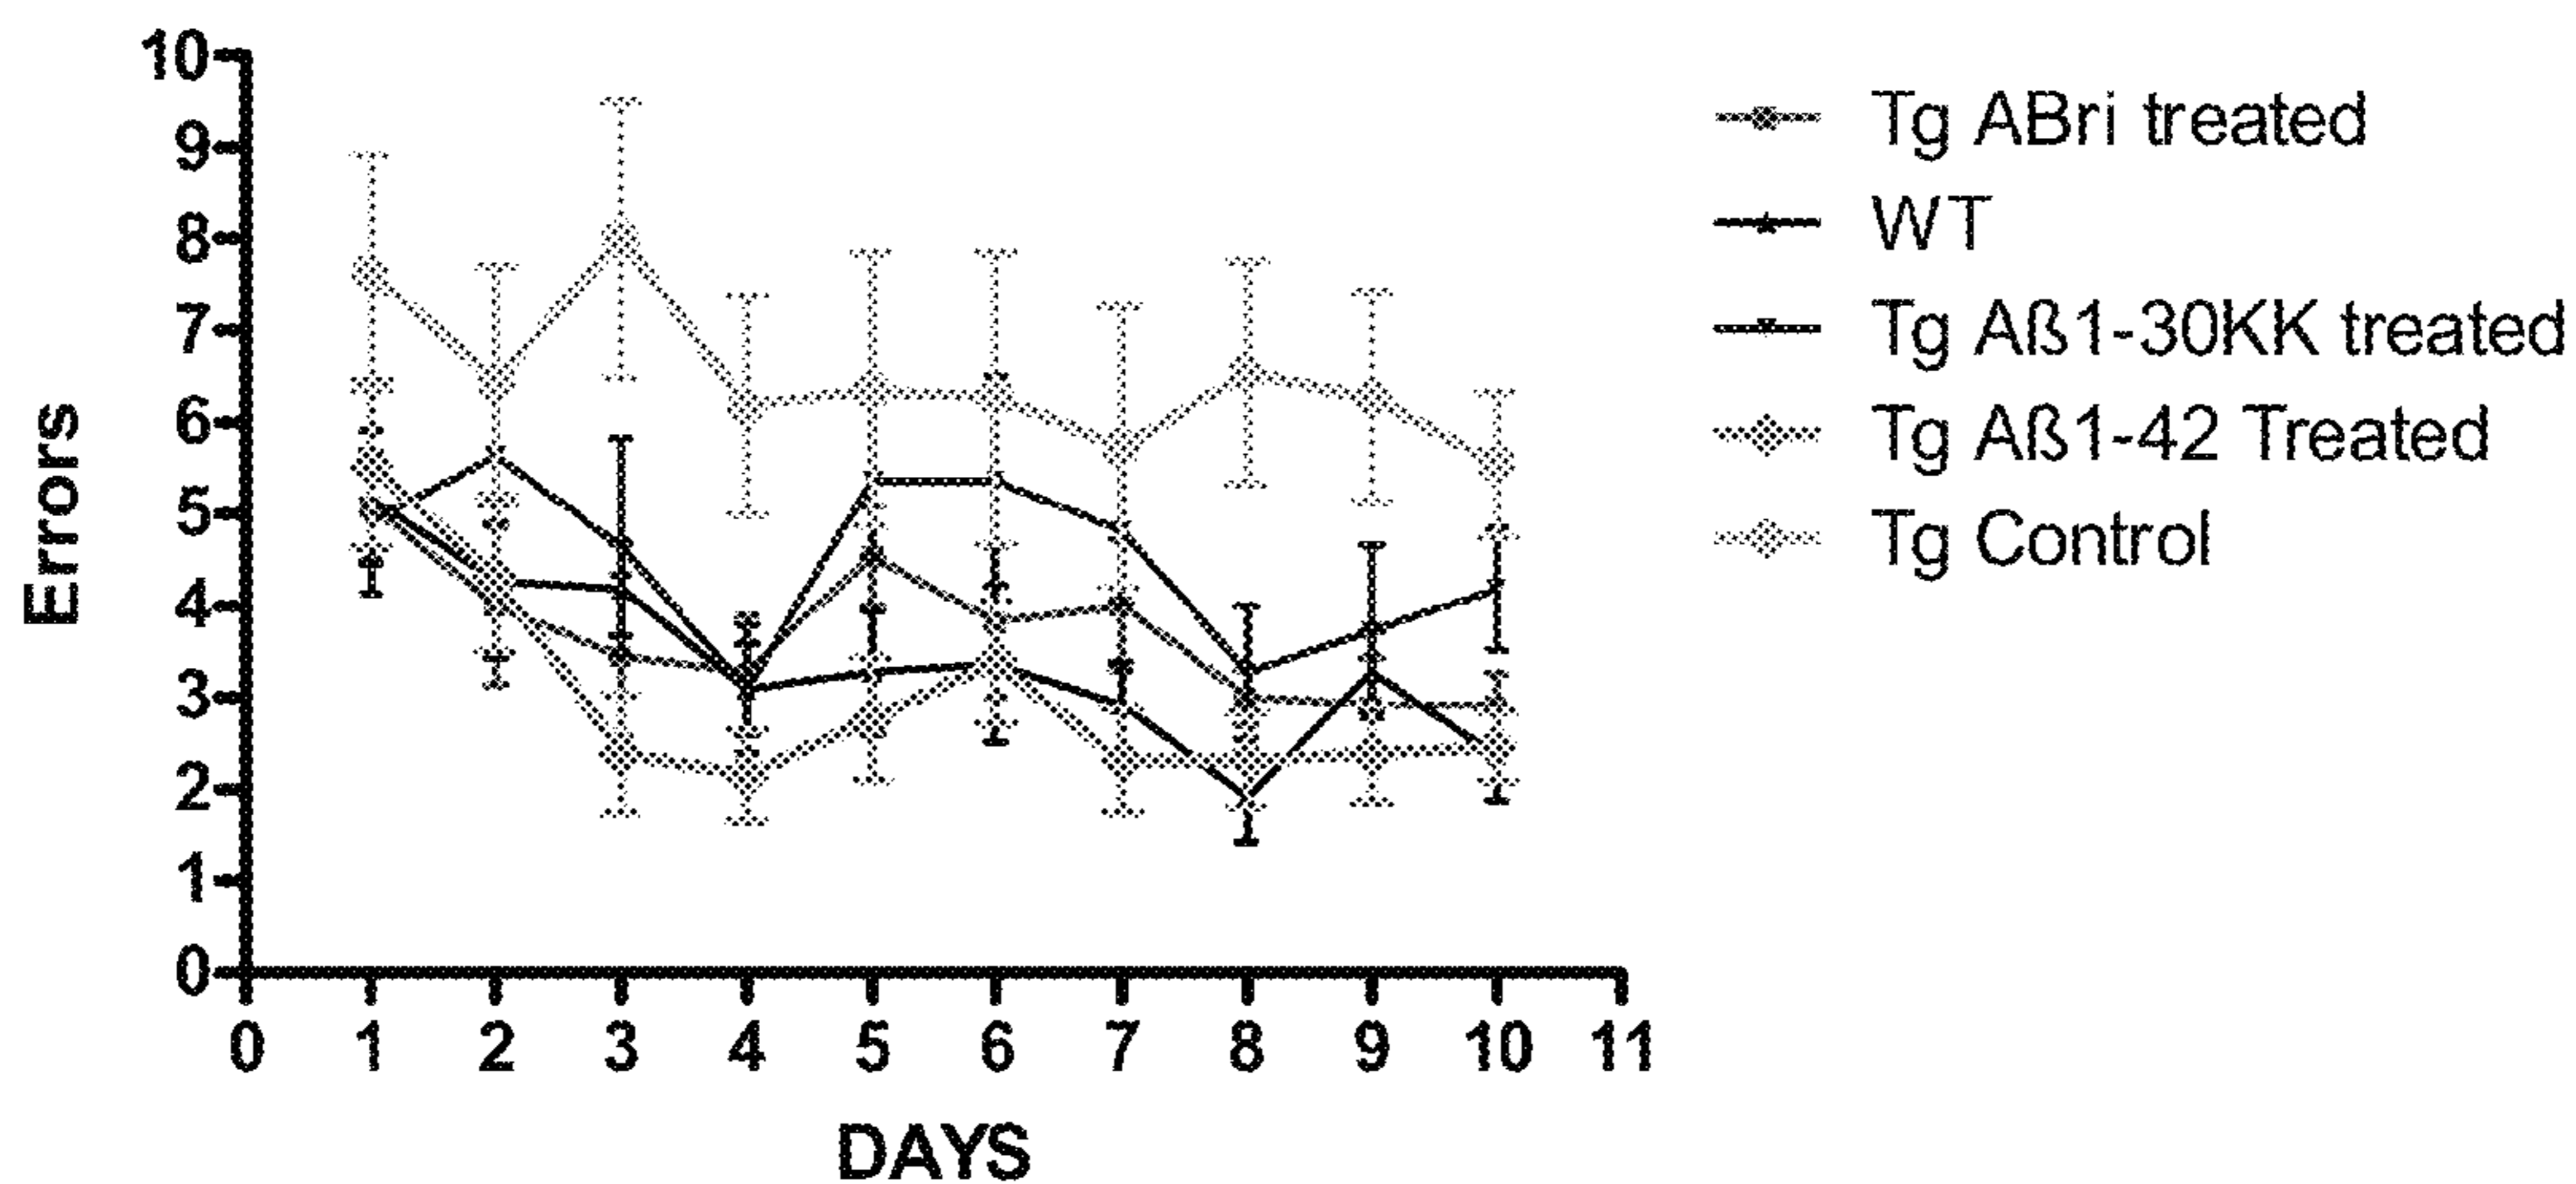 10
9
8
7
6
5
4
3
2
1
0
Errors
0 1 2 3 4 5 6 7 8 9 10 11
DAYS
Tg ABri treated
WT
Tg Aß1-30KK treated
Tg Aß1-42 Treated
Tg Control